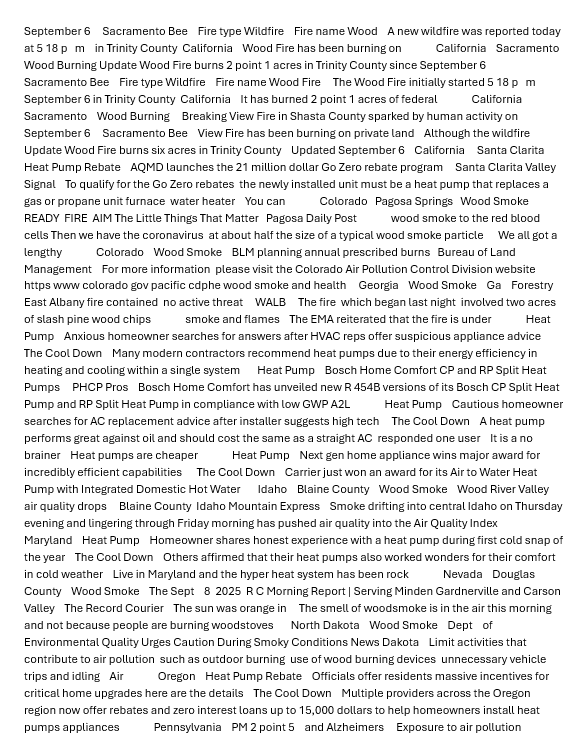 September 6 Sacramento Bee Fire type Wildfire Fire name Wood A new wildfire was reported today
at 5 18 p m in Trinity County California Wood Fire has been burning on California Sacramento
Wood Burning Update Wood Fire burns 2 point 1 acres in Trinity County since September 6
Sacramento Bee Fire type Wildfire Fire name Wood Fire The Wood Fire initially started 5 18 p m
September 6 in Trinity County California It has burned 2 point 1 acres of federal California
Sacramento Wood Burning Breaking View Fire in Shasta County sparked by human activity on
September 6 Sacramento Bee View Fire has been burning on private land Although the wildfire
Update Wood Fire burns six acres in Trinity County Updated September 6 California Santa Clarita
Heat Pump Rebate AQMD launches the 21 million dollar Go Zero rebate program Santa Clarita Valley
Signal To qualify for the Go Zero rebates the newly installed unit must be a heat pump that replaces a
gas or propane unit furnace water heater You can Colorado Pagosa Springs Wood Smoke
READY FIRE AIM The Little Things That Matter Pagosa Daily Post wood smoke to the red blood
cells Then we have the coronavirus at about half the size of a typical wood smoke particle We all got a
lengthy Colorado Wood Smoke BLM planning annual prescribed burns Bureau of Land
Management For more information please visit the Colorado Air Pollution Control Division website
https www colorado gov pacific cdphe wood smoke and health Georgia Wood Smoke Ga Forestry
East Albany fire contained no active threat WALB The fire which began last night involved two acres
of slash pine wood chips smoke and flames The EMA reiterated that the fire is under Heat
Pump Anxious homeowner searches for answers after HVAC reps offer suspicious appliance advice
The Cool Down Many modern contractors recommend heat pumps due to their energy efficiency in
heating and cooling within a single system Heat Pump Bosch Home Comfort CP and RP Split Heat
Pumps PHCP Pros Bosch Home Comfort has unveiled new R 454B versions of its Bosch CP Split Heat
Pump and RP Split Heat Pump in compliance with low GWP A2L Heat Pump Cautious homeowner
searches for AC replacement advice after installer suggests high tech The Cool Down A heat pump
performs great against oil and should cost the same as a straight AC responded one user It is a no
brainer Heat pumps are cheaper Heat Pump Next gen home appliance wins major award for
incredibly efficient capabilities The Cool Down Carrier just won an award for its Air to Water Heat
Pump with Integrated Domestic Hot Water Idaho Blaine County Wood Smoke Wood River Valley
air quality drops Blaine County Idaho Mountain Express Smoke drifting into central Idaho on Thursday
evening and lingering through Friday morning has pushed air quality into the Air Quality Index
Maryland Heat Pump Homeowner shares honest experience with a heat pump during first cold snap of
the year The Cool Down Others affirmed that their heat pumps also worked wonders for their comfort
in cold weather Live in Maryland and the hyper heat system has been rock Nevada Douglas
County Wood Smoke The Sept 8 2025 R C Morning Report | Serving Minden Gardnerville and Carson
Valley The Record Courier The sun was orange in The smell of woodsmoke is in the air this morning
and not because people are burning woodstoves North Dakota Wood Smoke Dept of
Environmental Quality Urges Caution During Smoky Conditions News Dakota Limit activities that
contribute to air pollution such as outdoor burning use of wood burning devices unnecessary vehicle
trips and idling Air Oregon Heat Pump Rebate Officials offer residents massive incentives for
critical home upgrades here are the details The Cool Down Multiple providers across the Oregon
region now offer rebates and zero interest loans up to 15,000 dollars to help homeowners install heat
pumps appliances Pennsylvania PM 2 point 5 and Alzheimers Exposure to air pollution